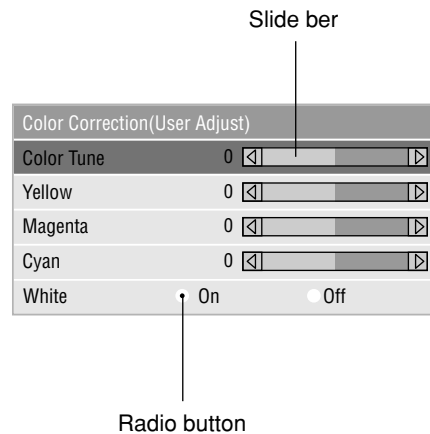 Slide ber
Color Correction(User Adjust)
Color Tune 0
Yellow 0
Magenta 0
Cyan 0
White On Off
Radio button